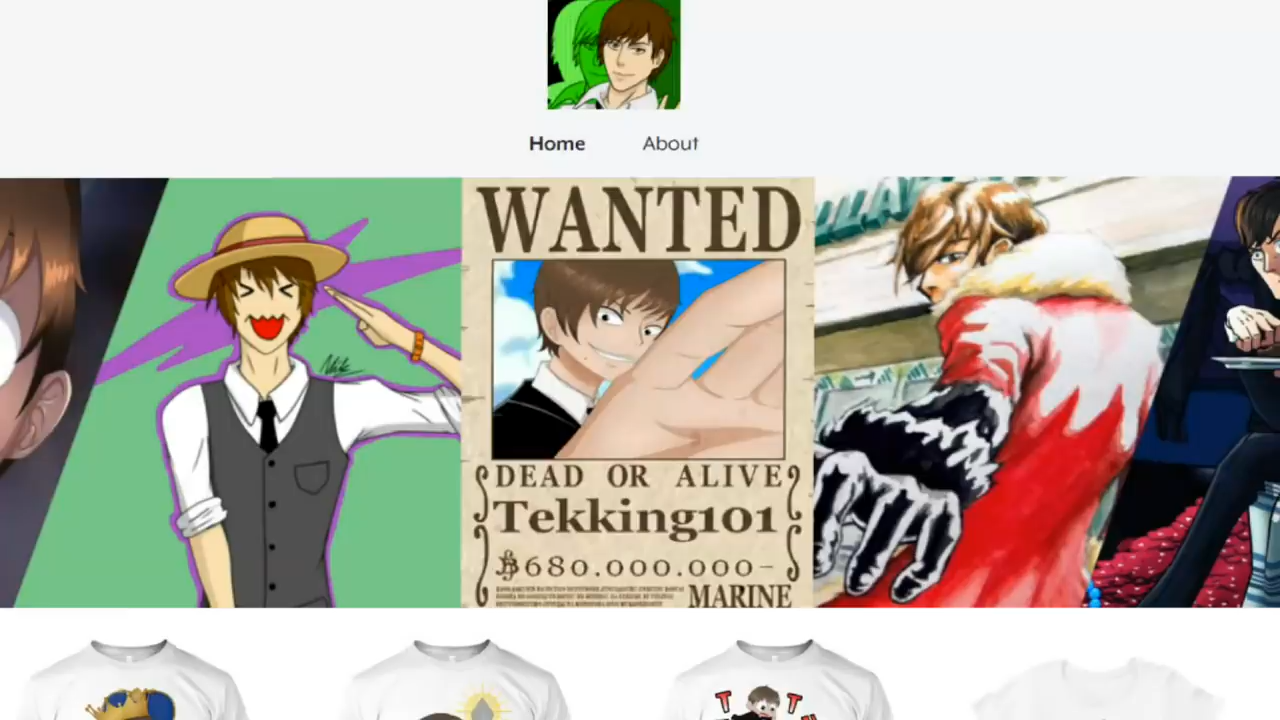 Home About
WANTED
DEAD OR ALIVE
Tekking101
฿680.000.000-
MARINE
T T